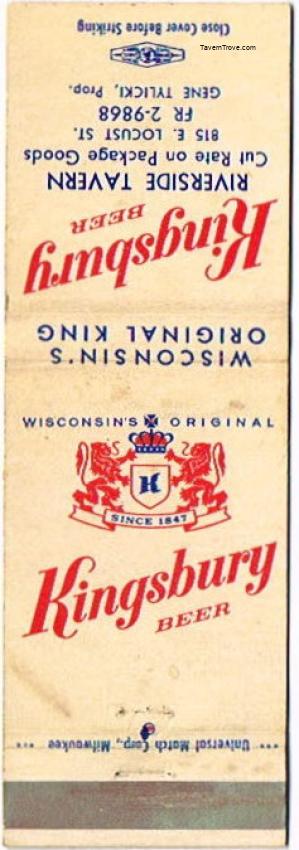 TavernTrove.com
Close Cover Before Striking
GENE TYLICKI, Prop.
FR 2-9868
815 E. LOCUST ST.
Cut Rate on Package Goods
RIVERSIDE TAVERN
Kingsbury
BEER
WISCONSIN'S
ORIGINAL KING
WISCONSIN'S ORIGINAL
K
SINCE 1847
Kingsbury
BEER
*** Universal Match Corp., Milwaukee ***